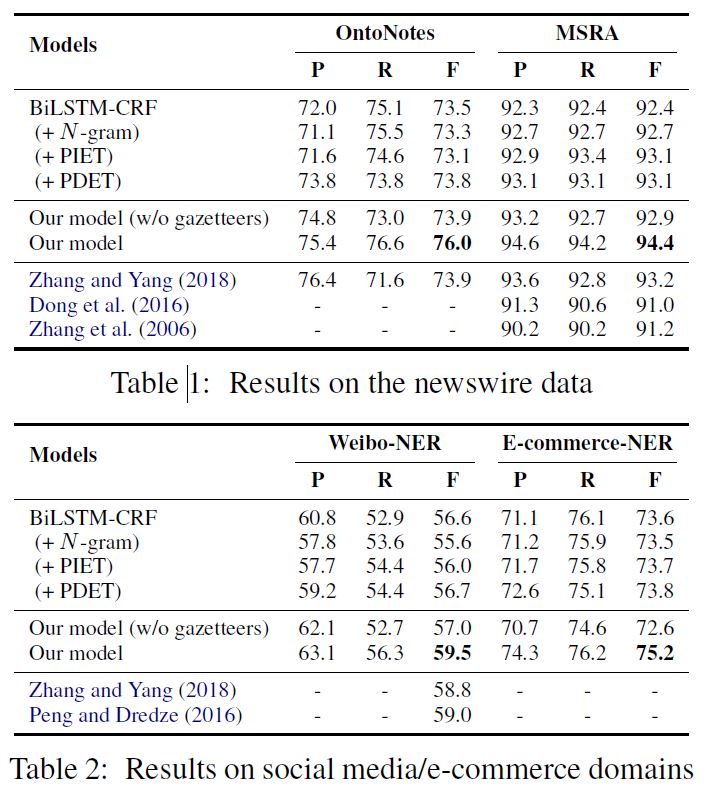 Models OntoNotes MSRA
P R F P R F
BiLSTM-CRF 72.0 75.1 73.5 92.3 92.4 92.4
(+ N-gram) 71.1 75.5 73.3 92.7 92.7 92.7
(+ PIET) 71.6 74.6 73.1 92.9 93.4 93.1
(+ PDET) 73.8 73.8 73.8 93.1 93.1 93.1
Our model (w/o gazetteers) 74.8 73.0 73.9 93.2 92.7 92.9
Our model 75.4 76.6 76.0 94.6 94.2 94.4
Zhang and Yang (2018) 76.4 71.6 73.9 93.6 92.8 93.2
Dong et al. (2016) - - - 91.3 90.6 91.0
Zhang et al. (2006) - - - 90.2 90.2 91.2
Table 1: Results on the newswire data
Models Weibo-NER E-commerce-NER
P R F P R F
BiLSTM-CRF 60.8 52.9 56.6 71.1 76.1 73.6
(+ N-gram) 57.8 53.6 55.6 71.2 75.9 73.5
(+ PIET) 57.7 54.4 56.0 71.7 75.8 73.7
(+ PDET) 59.2 54.4 56.7 72.6 75.1 73.8
Our model (w/o gazetteers) 62.1 52.7 57.0 70.7 74.6 72.6
Our model 63.1 56.3 59.5 74.3 76.2 75.2
Zhang and Yang (2018) - - 58.8 - - -
Peng and Dredze (2016) - - 59.0 - - -
Table 2: Results on social media/e-commerce domains